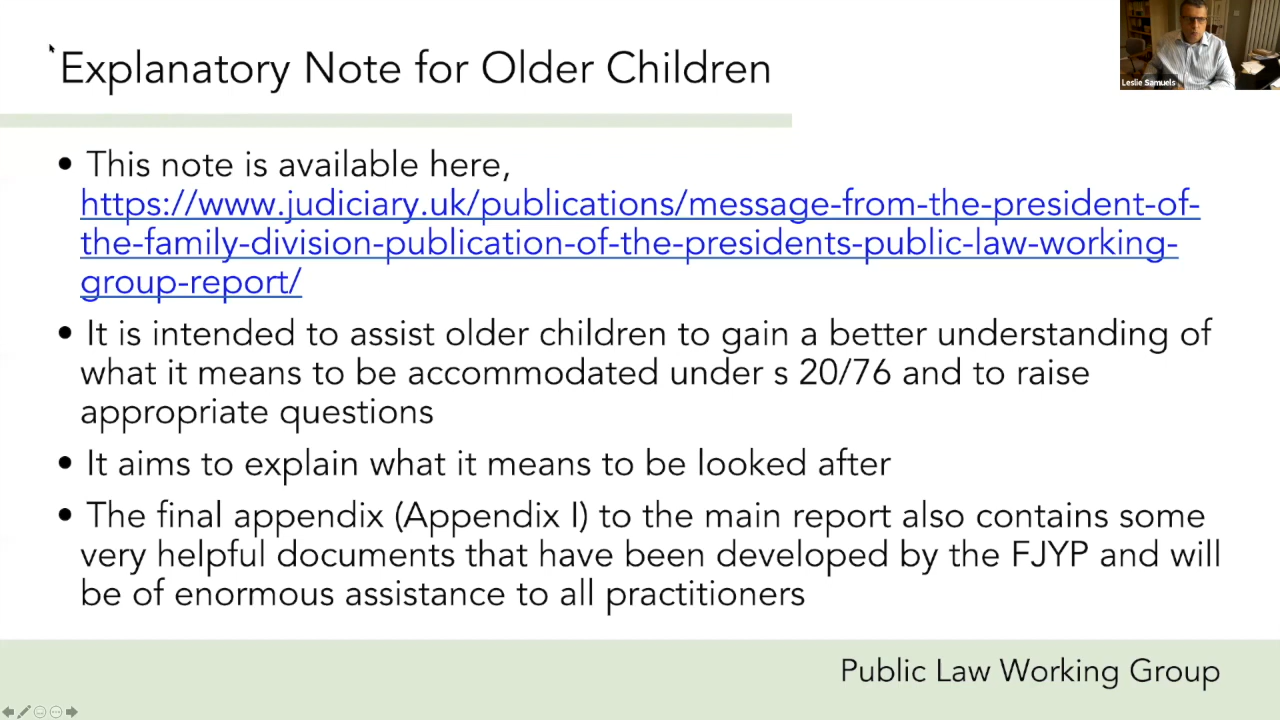 Explanatory Note for Older Children
Leslie Samuels
• This note is available here,
https://www.judiciary.uk/publications/message-from-the-president-of-
the-family-division-publication-of-the-presidents-public-law-working-
group-report/
• It is intended to assist older children to gain a better understanding of
what it means to be accommodated under s 20/76 and to raise
appropriate questions
• It aims to explain what it means to be looked after
• The final appendix (Appendix I) to the main report also contains some
very helpful documents that have been developed by the FJYP and will
be of enormous assistance to all practitioners
Public Law Working Group